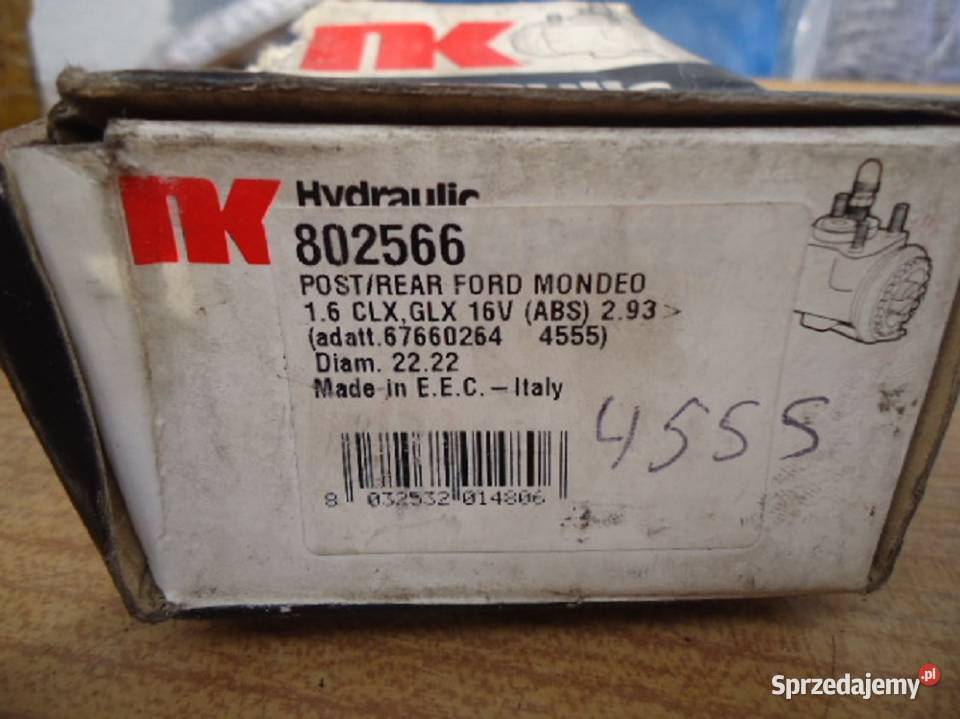 NK
NK
Hydraulic
802566
POST/REAR FORD MONDEO
1.6 CLX,GLX 16V (ABS) 2.93 >
(adatt.67660264 4555)
Diam. 22.22
Made in E.E.C. – Italy
4555
8 032532 014806
Sprzedajemy.pl